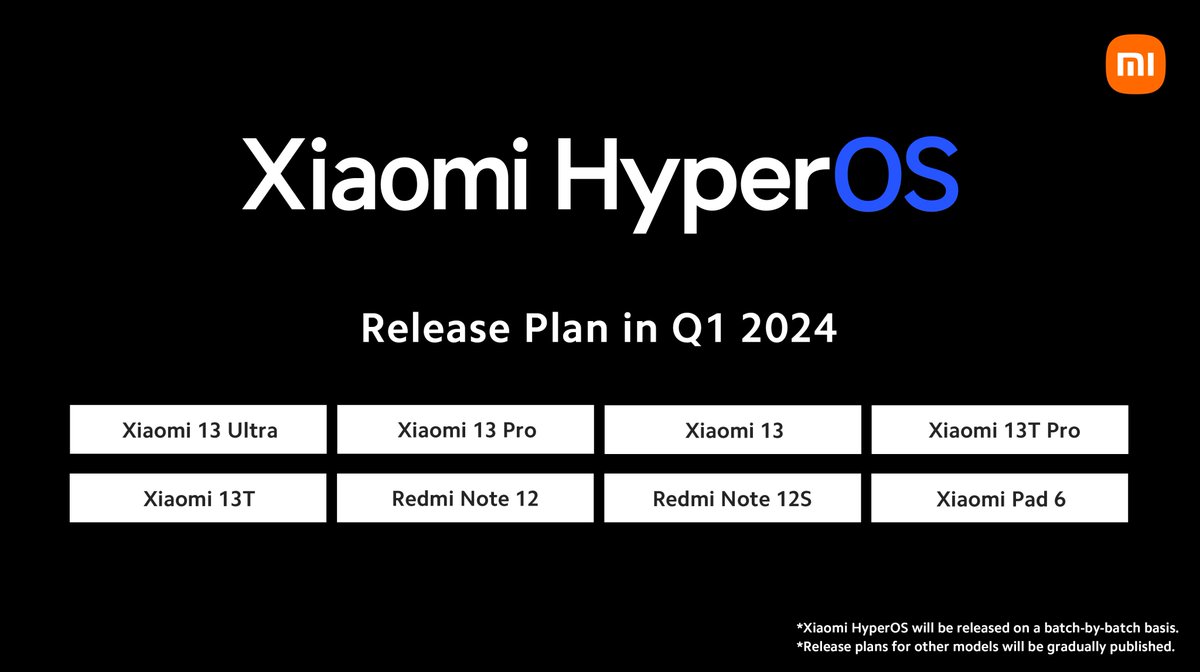 mi
Xiaomi HyperOS
Release Plan in Q1 2024
Xiaomi 13 Ultra
Xiaomi 13 Pro
Xiaomi 13
Xiaomi 13T Pro
Xiaomi 13T
Redmi Note 12
Redmi Note 12S
Xiaomi Pad 6
*Xiaomi HyperOS will be released on a batch-by-batch basis.
*Release plans for other models will be gradually published.